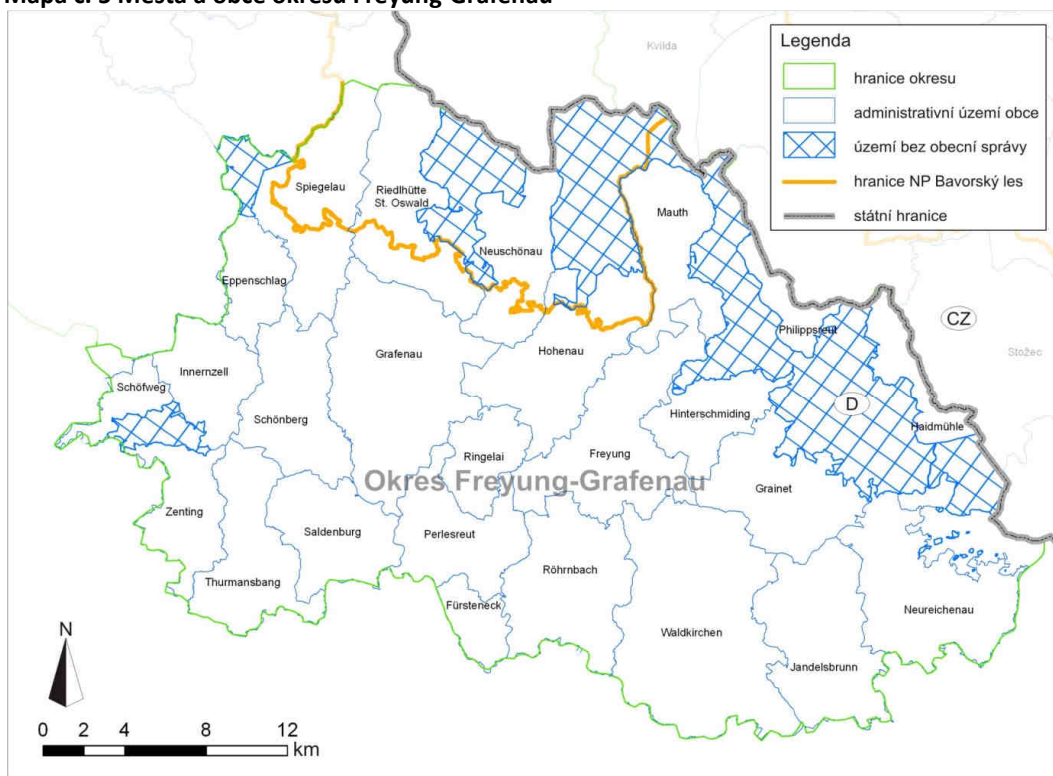 Mapa č. 3 Města a obce okresu Freyung-Grafenau
Legenda
hranice okresu
administrativní území obce
území bez obecní správy
hranice NP Bavorský les
státní hranice
Kvilda
Spiegelau
Riedlhütte
St. Oswald
Mauth
Neuschönau
Eppenschlag
CZ
Philippsreut
Stožec
Grafenau
Hohenau
Innernzell
Schöfweg
Schönberg
Hinterschmiding
D
Haidmühle
Ringelai
Freyung
Okres Freyung-Grafenau
Grainet
Zenting
Saldenburg
Perlesreut
Röhrnbach
Thurmansbang
Fürsteneck
Waldkirchen
Neureichenau
Jandelsbrunn
N
0 2 4 8 12
km